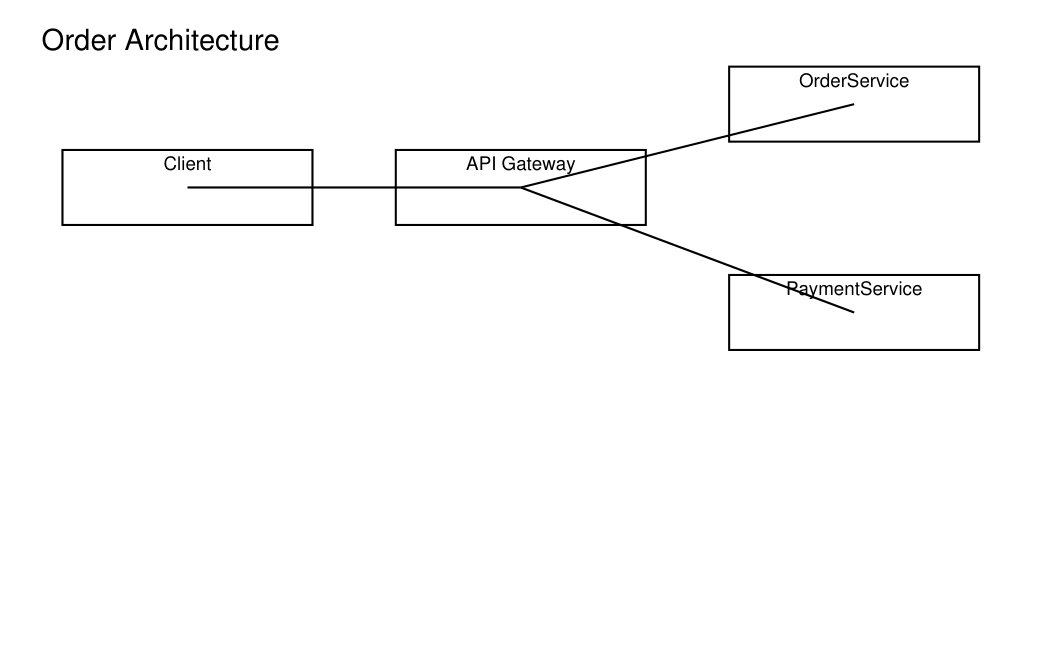 Order Architecture
OrderService
Client
API Gateway
PaymentService